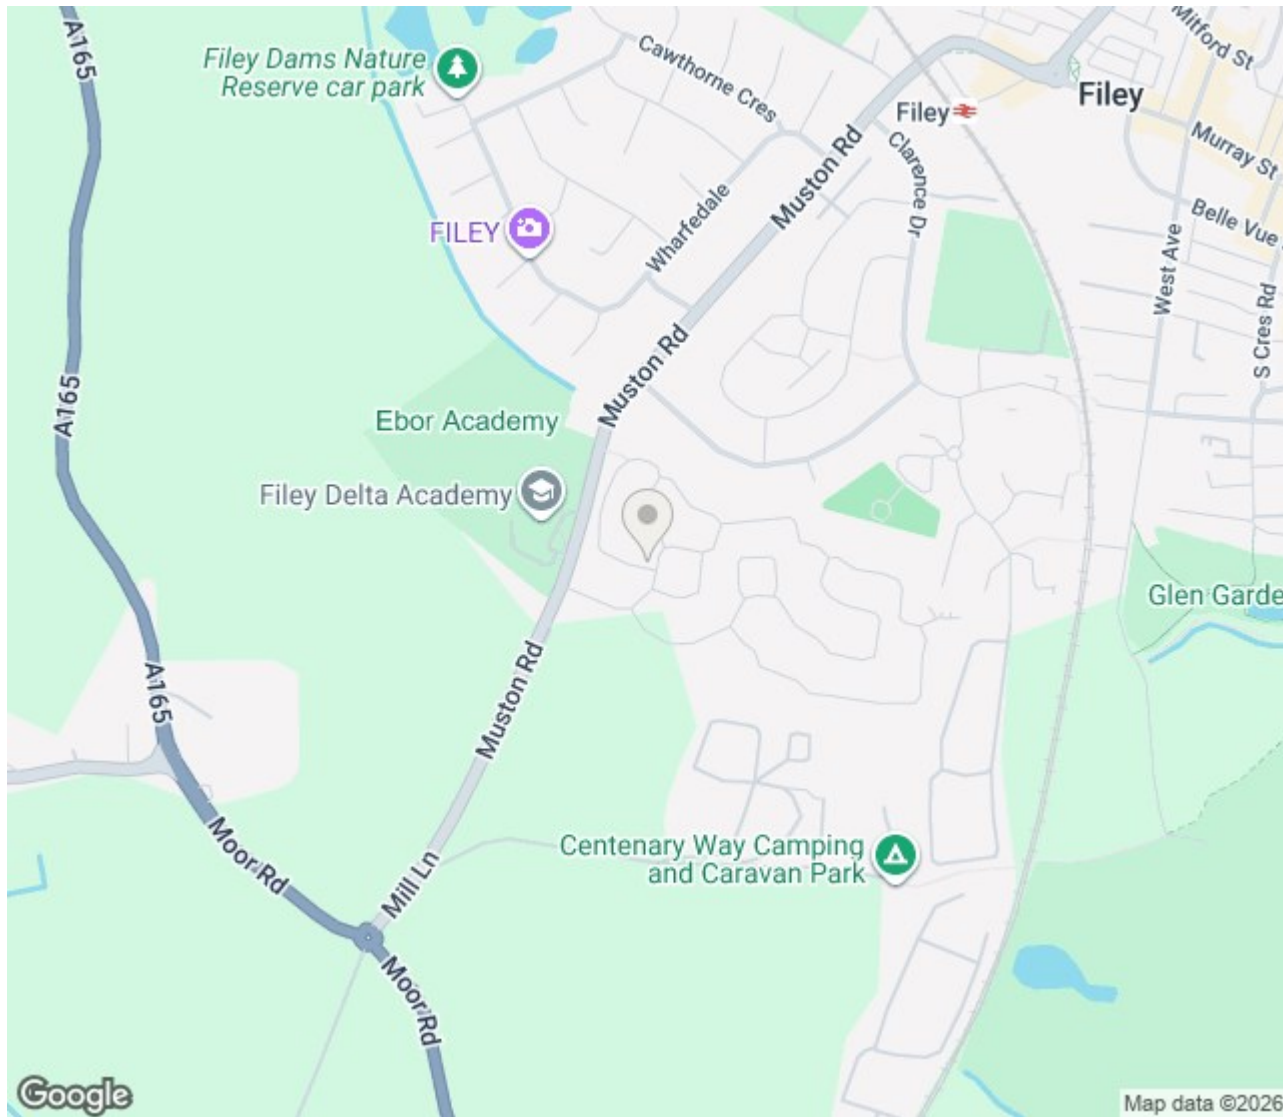 A165
Filey Dams Nature
Reserve car park
Cawthorne Cres
Mitford St
Filey
Filey
Murray St
Clarence Dr
Muston Rd
Wharfedale
FILEY
Belle Vue
West Ave
S Cres Rd
Muston Rd
A165
Ebor Academy
Filey Delta Academy
Glen Garde
A165
Muston Rd
Moor Rd
Mill Ln
Centenary Way Camping
and Caravan Park
Moor Rd
Google
Map data ©2026